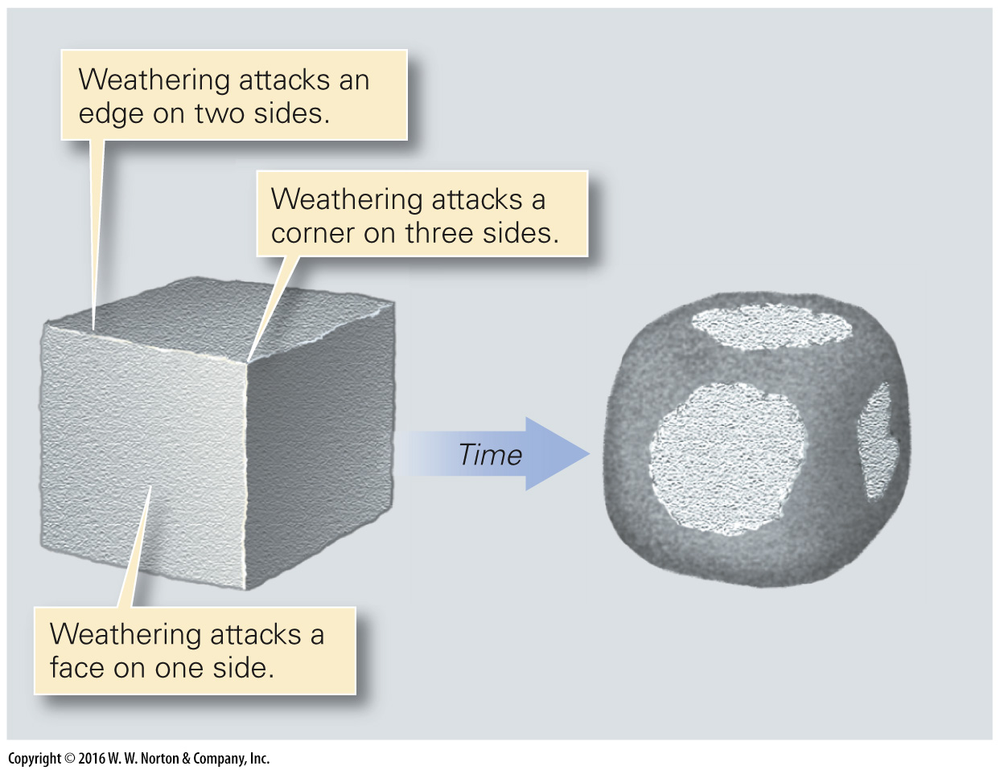 Weathering attacks an
edge on two sides.
Weathering attacks a
corner on three sides.
Time
Weathering attacks a
face on one side.
Copyright © 2016 W. W. Norton & Company, Inc.